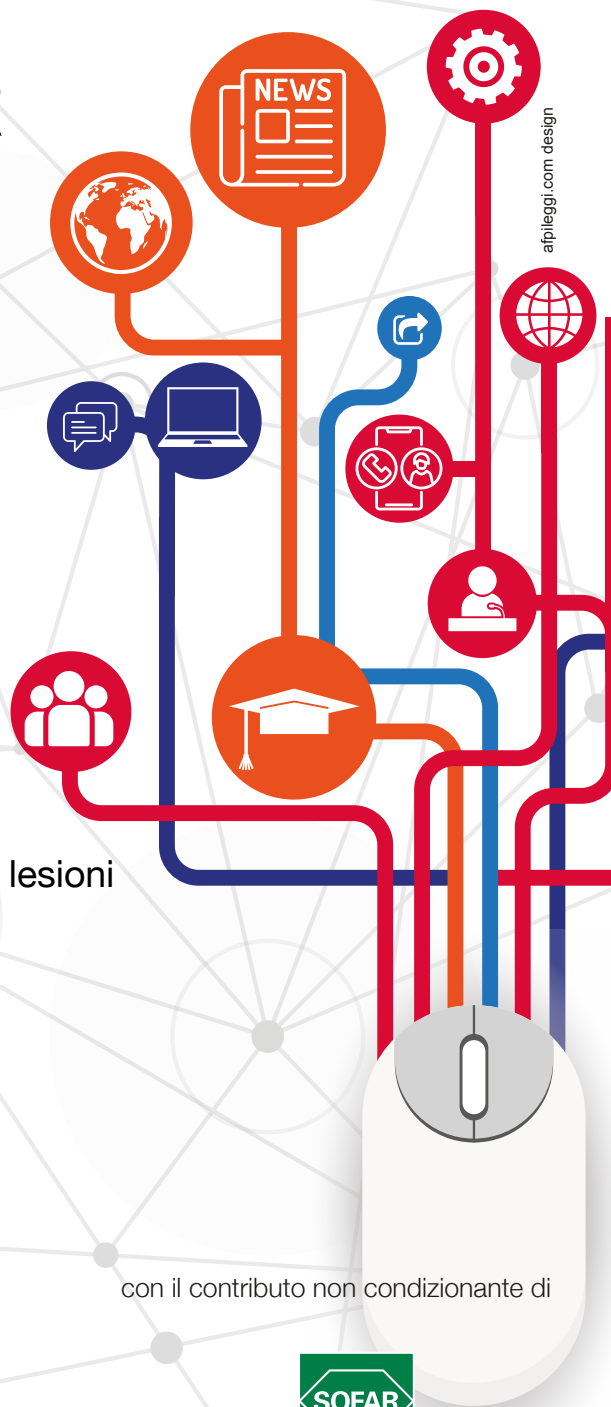 NEWS
afpileggi.com design
lesioni
con il contributo non condizionante di
SOFAR